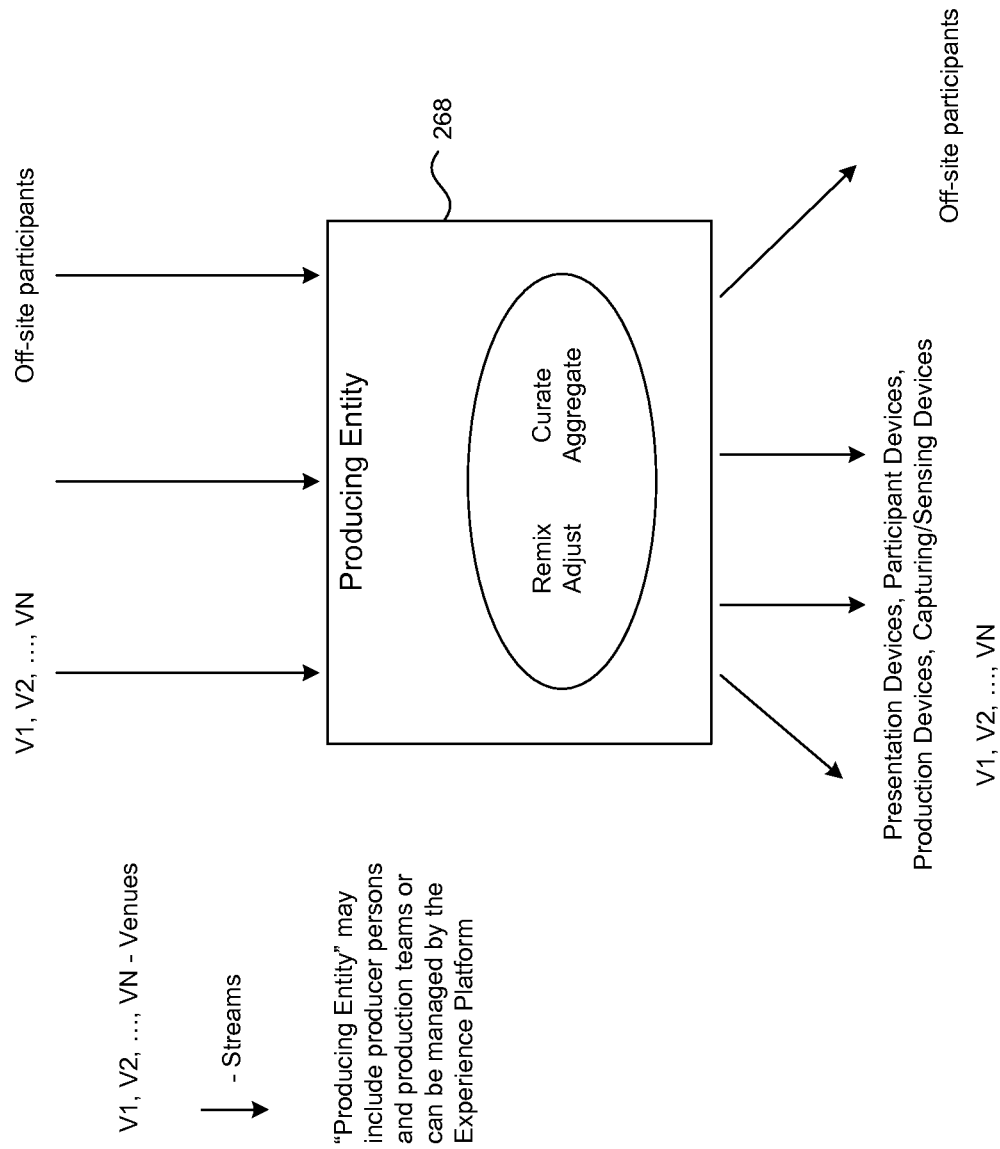 V1, V2, ..., VN - Venues
- Streams
“Producing Entity” may
include producer persons
and production teams or
can be managed by the
Experience Platform
V1, V2, ..., VN
Off-site participants
268
Producing Entity
Remix
Adjust
Curate
Aggregate
Presentation Devices, Participant Devices,
Production Devices, Capturing/Sensing Devices
V1, V2, ..., VN
Off-site participants